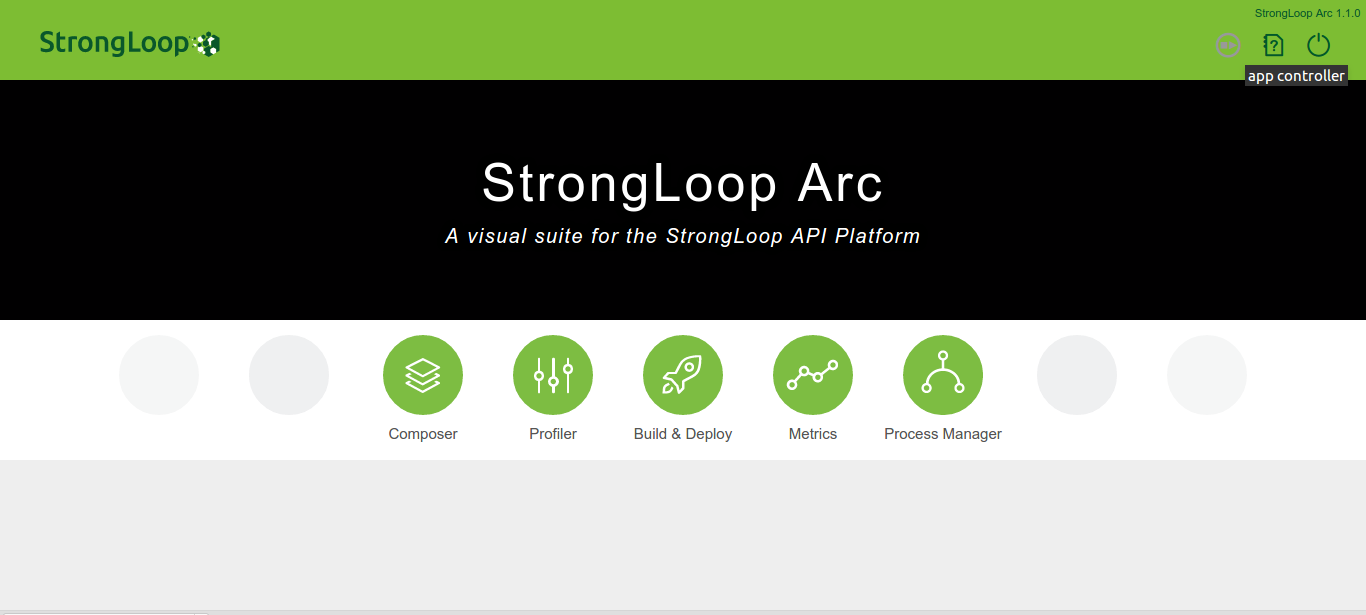 StrongLoop Arc 1.1.0
StrongLoop
?
app controller
StrongLoop Arc
A visual suite for the StrongLoop API Platform
Composer
Profiler
Build & Deploy
Metrics
Process Manager